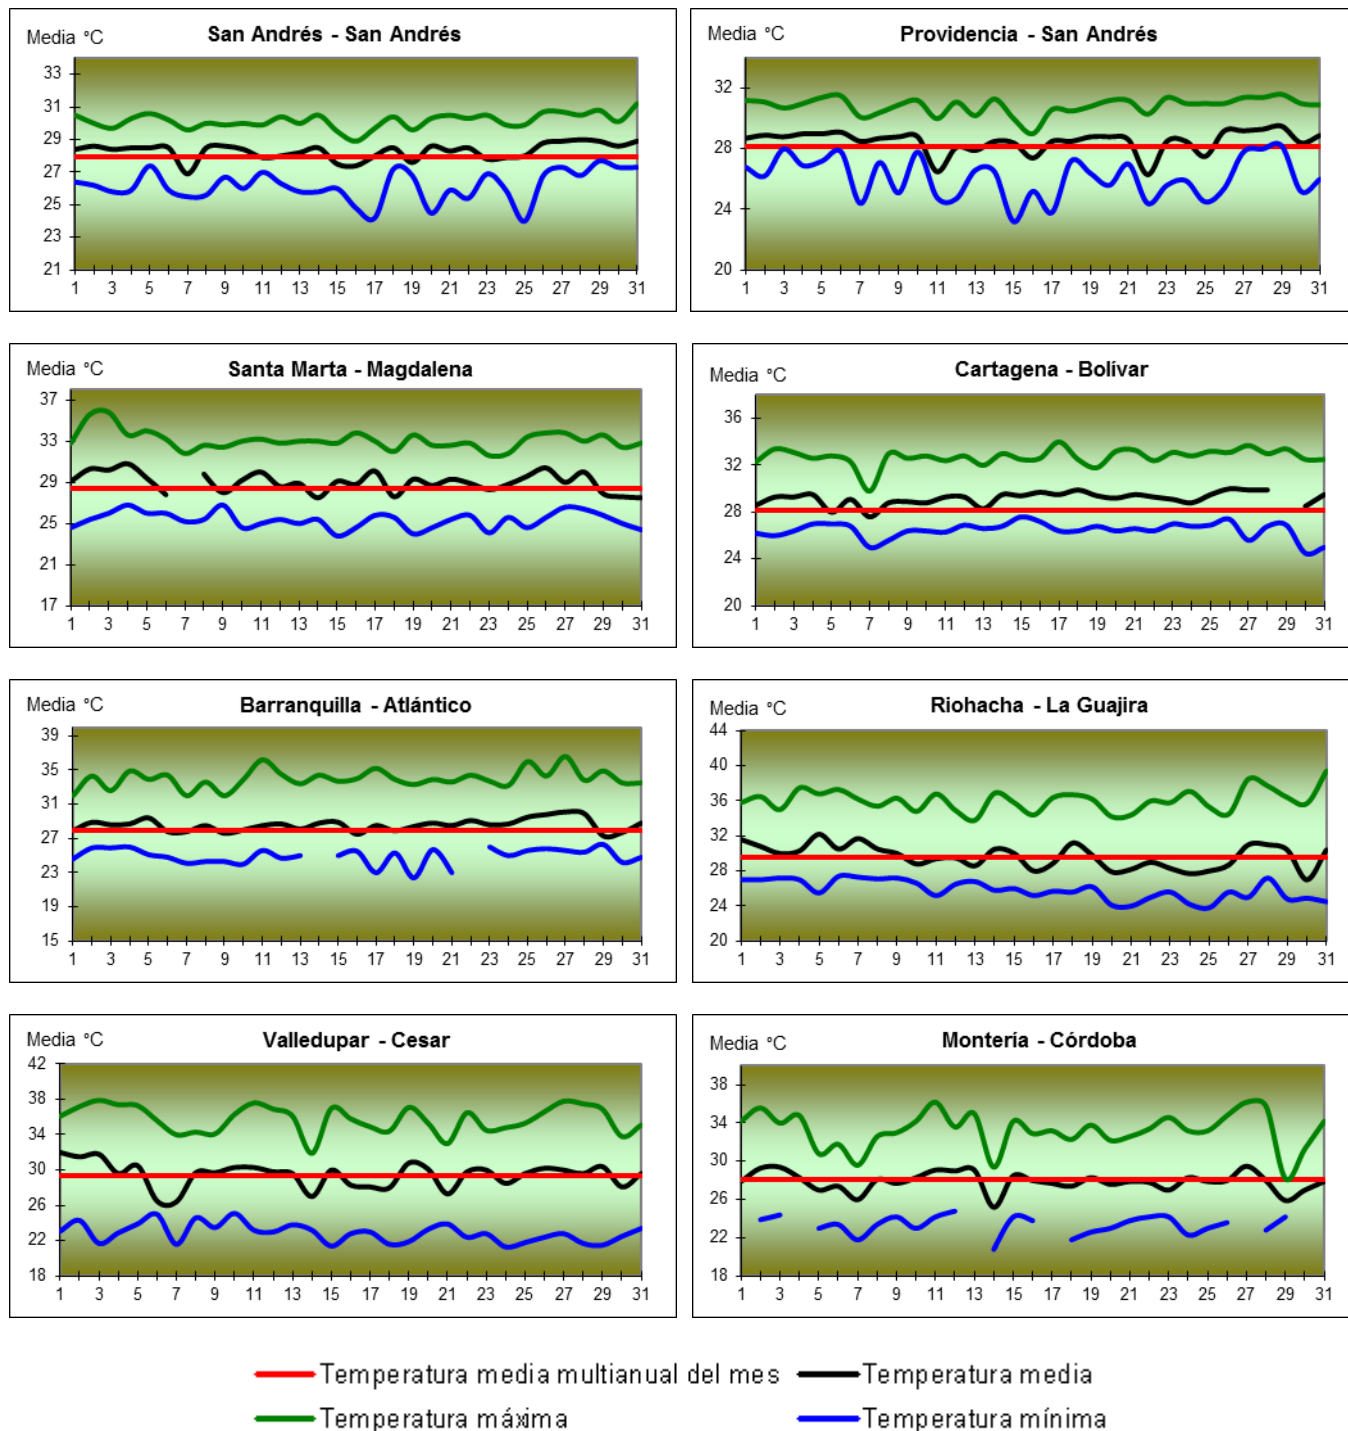 Media °C
San Andrés - San Andrés
33
31
29
27
25
23
21
1 3 5 7 9 11 13 15 17 19 21 23 25 27 29 31
Media °C
Providencia - San Andrés
32
28
24
20
1 3 5 7 9 11 13 15 17 19 21 23 25 27 29 31
Media °C
Santa Marta - Magdalena
37
33
29
25
21
17
1 3 5 7 9 11 13 15 17 19 21 23 25 27 29 31
Media °C
Cartagena - Bolívar
36
32
28
24
20
1 3 5 7 9 11 13 15 17 19 21 23 25 27 29 31
Media °C
Barranquilla - Atlántico
39
35
31
27
23
19
15
1 3 5 7 9 11 13 15 17 19 21 23 25 27 29 31
Media °C
Riohacha - La Guajira
44
40
36
32
28
24
20
1 3 5 7 9 11 13 15 17 19 21 23 25 27 29 31
Media °C
Valledupar - Cesar
42
38
34
30
26
22
18
1 3 5 7 9 11 13 15 17 19 21 23 25 27 29 31
Media °C
Montería - Córdoba
38
34
30
26
22
18
1 3 5 7 9 11 13 15 17 19 21 23 25 27 29 31
Temperatura media multianual del mes
Temperatura media
Temperatura máxima
Temperatura mínima